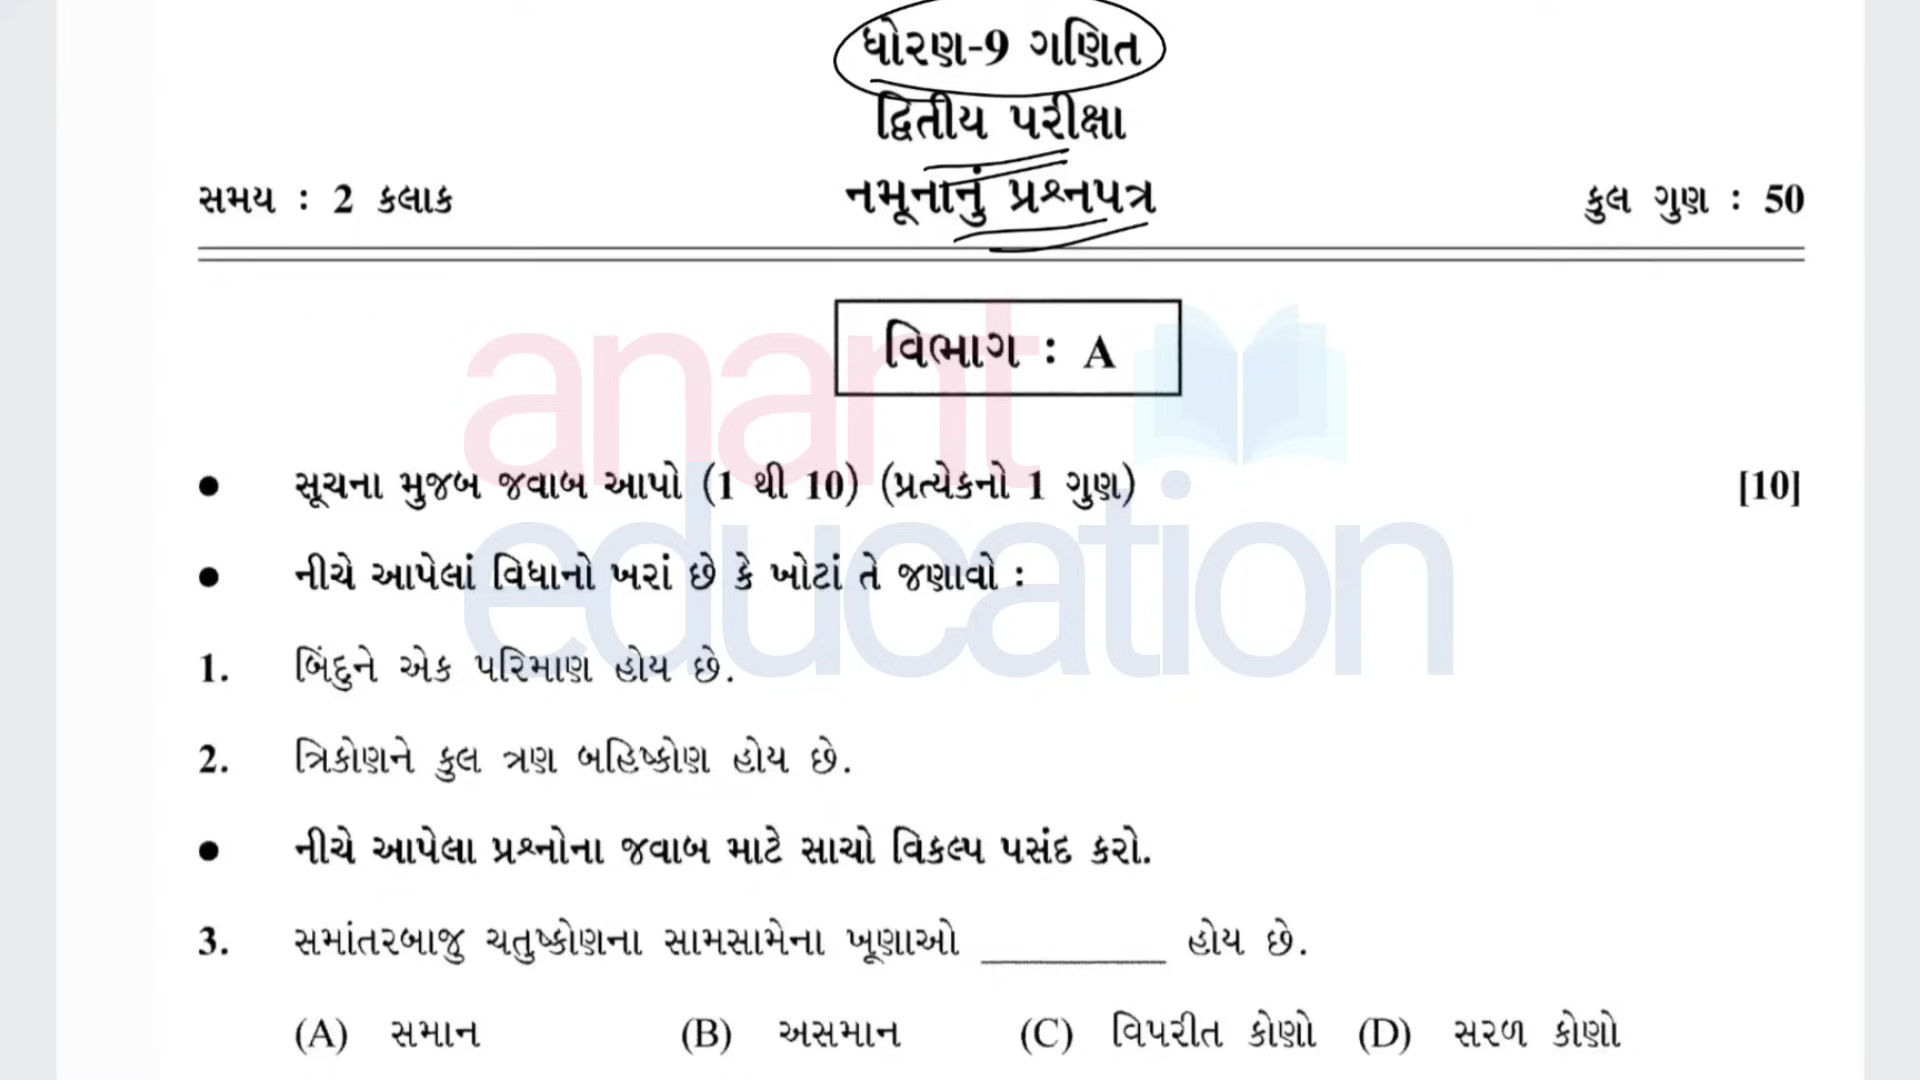 ધોરણ-9 ગણિત
દ્વિતીય પરીક્ષા
સમય : 2 કલાક નમૂનાનું પ્રશ્નપત્ર કુલ ગુણ : 50
વિભાગ : A
anant
education
• સૂચના મુજબ જવાબ આપો (1 થી 10) (પ્રત્યેકનો 1 ગુણ) [10]
• નીચે આપેલાં વિધાનો ખરાં છે કે ખોટાં તે જણાવો :
1. બિંદુને એક પરિમાણ હોય છે.
2. ત્રિકોણને કુલ ત્રણ બહિષ્કોણ હોય છે.
• નીચે આપેલા પ્રશ્નોના જવાબ માટે સાચો વિકલ્પ પસંદ કરો.
3. સમાંતરબાજુ ચતુષ્કોણના સામસામેના ખૂણાઓ ________ હોય છે.
(A) સમાન (B) અસમાન (C) વિપરીત કોણો (D) સરળ કોણો